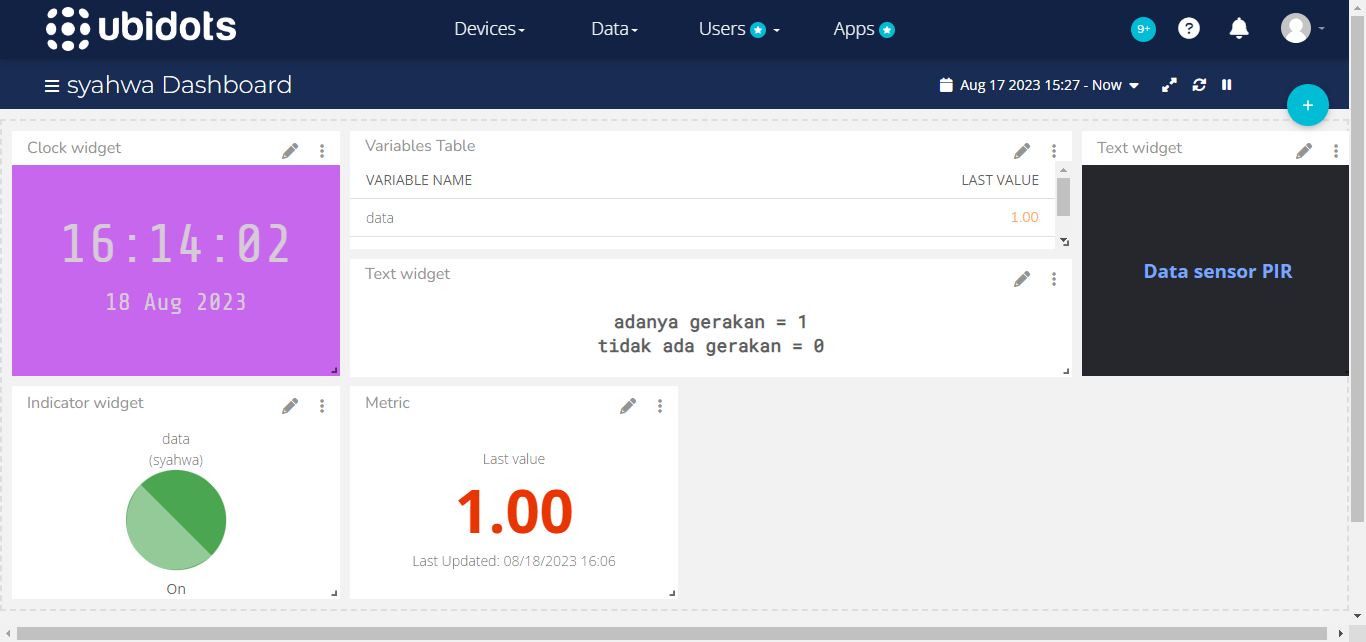 ubidots
Devices
Data
Users
Apps
9+
?
syahwa Dashboard
Aug 17 2023 15:27 - Now
+
Clock widget
16:14:02
18 Aug 2023
Variables Table
VARIABLE NAME LAST VALUE
data 1.00
Text widget
adanya gerakan = 1
tidak ada gerakan = 0
Text widget
Data sensor PIR
Indicator widget
data
(syahwa)
On
Metric
Last value
1.00
Last Updated: 08/18/2023 16:06